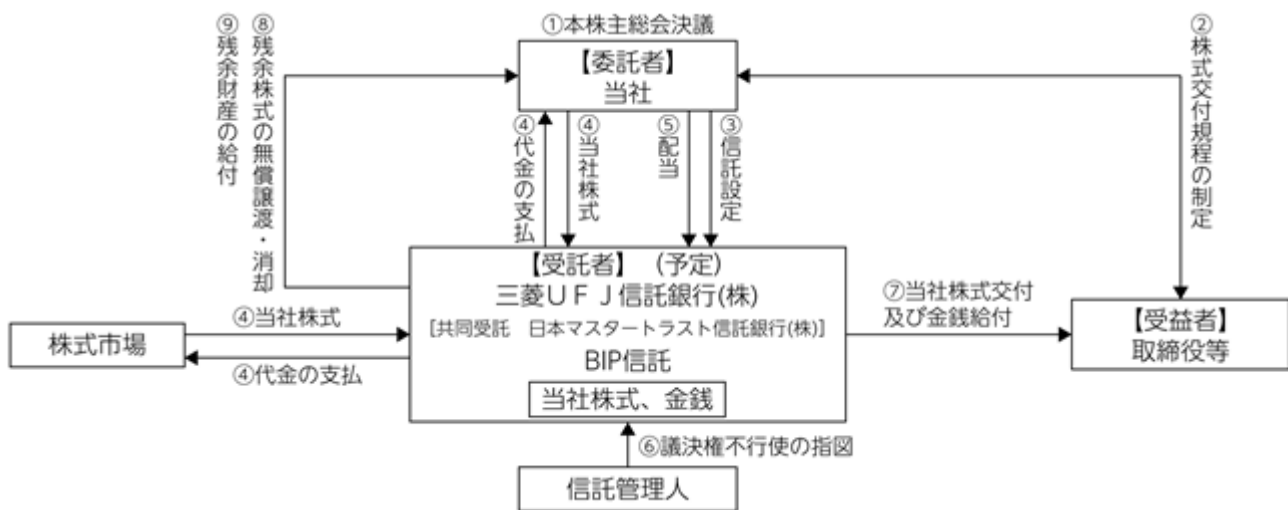 ①本株主総会決議
【委託者】
当社
⑨残余財産の給付
⑧残余株式の無償譲渡・消却
④代金の支払
④当社株式
⑤配当
③信託設定
②株式交付規程の制定
【受託者】（予定）
三菱ＵＦＪ信託銀行(株)
［共同受託　日本マスタートラスト信託銀行(株)］
BIP信託
当社株式、金銭
株式市場
④当社株式
④代金の支払
⑦当社株式交付
及び金銭給付
【受益者】
取締役等
⑥議決権不行使の指図
信託管理人